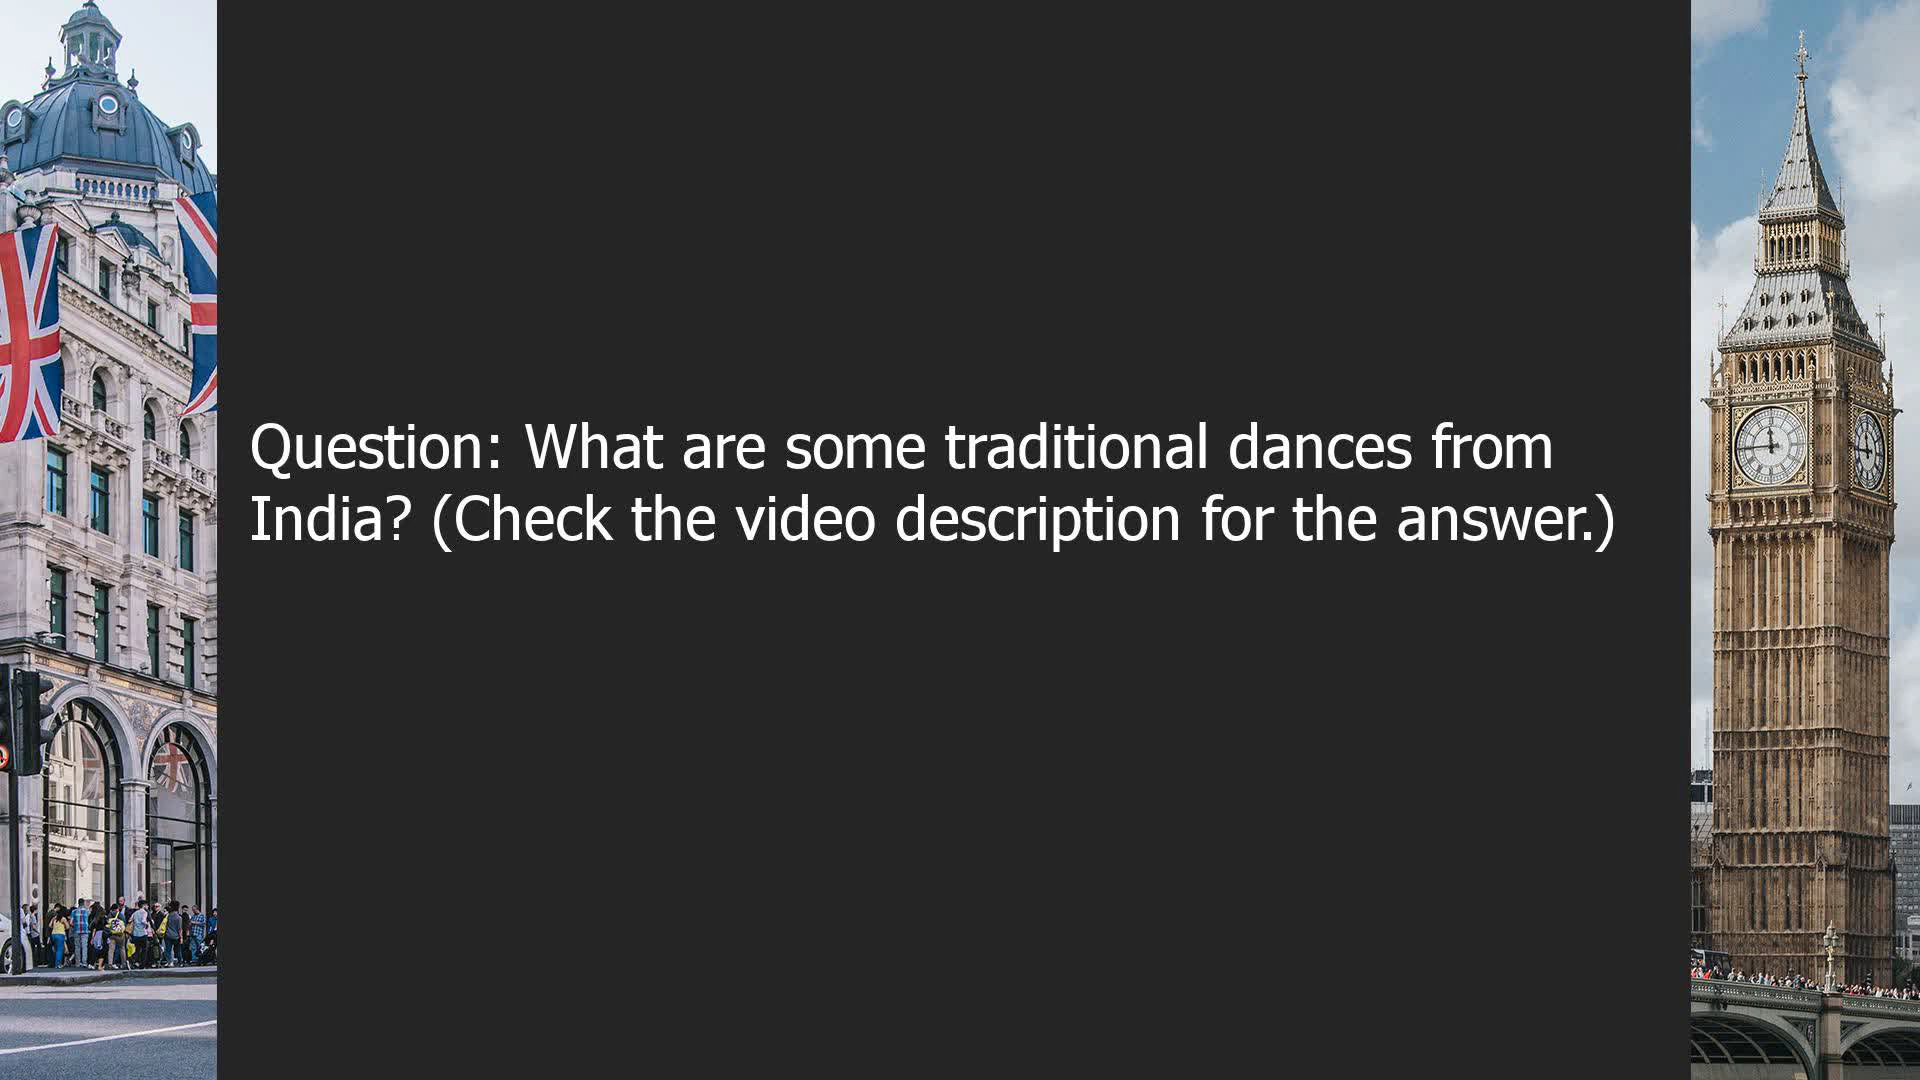 Question: What are some traditional dances from
India? (Check the video description for the answer.)